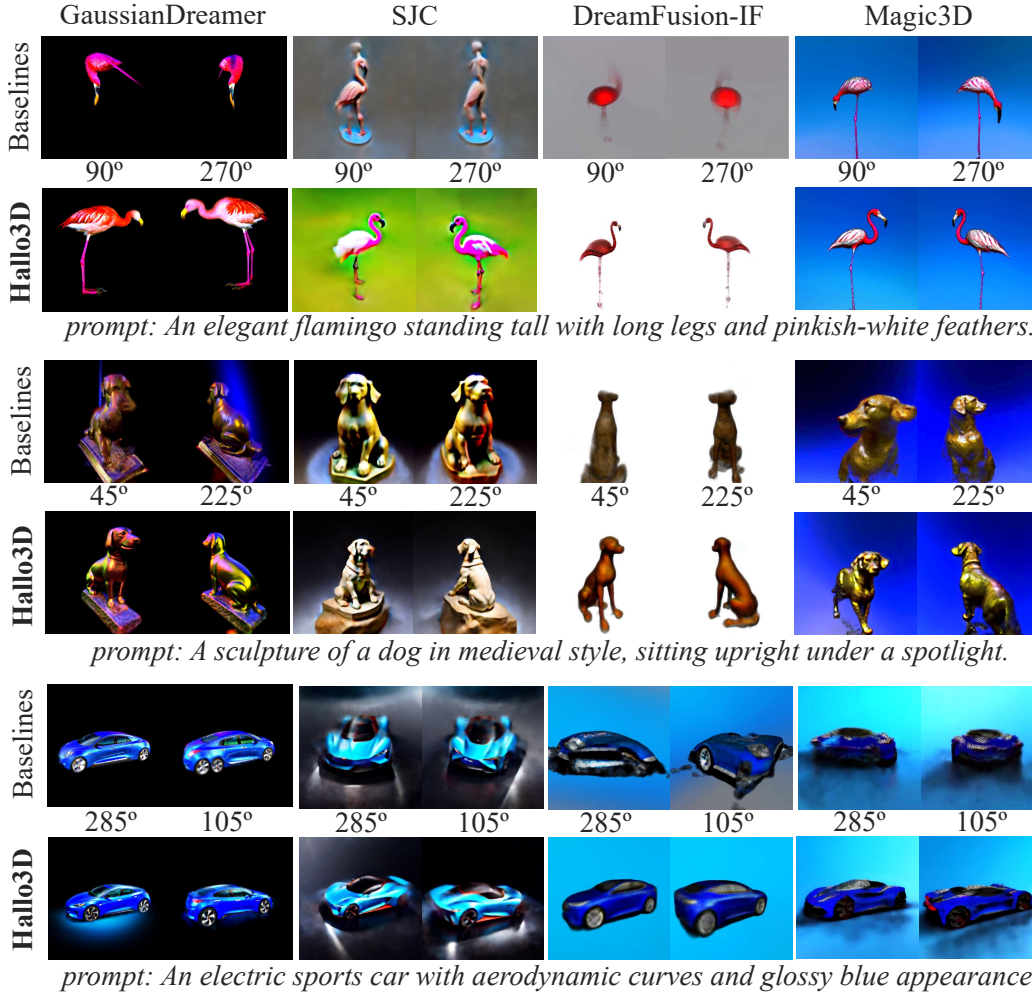 GaussianDreamer SJC DreamFusion-IF Magic3D
Baselines
90º 270º 90º 270º 90º 270º 90º 270º
Hallo3D
prompt: An elegant flamingo standing tall with long legs and pinkish-white feathers.
Baselines
45º 225º 45º 225º 45º 225º 45º 225º
Hallo3D
prompt: A sculpture of a dog in medieval style, sitting upright under a spotlight.
Baselines
285º 105º 285º 105º 285º 105º 285º 105º
Hallo3D
prompt: An electric sports car with aerodynamic curves and glossy blue appearance